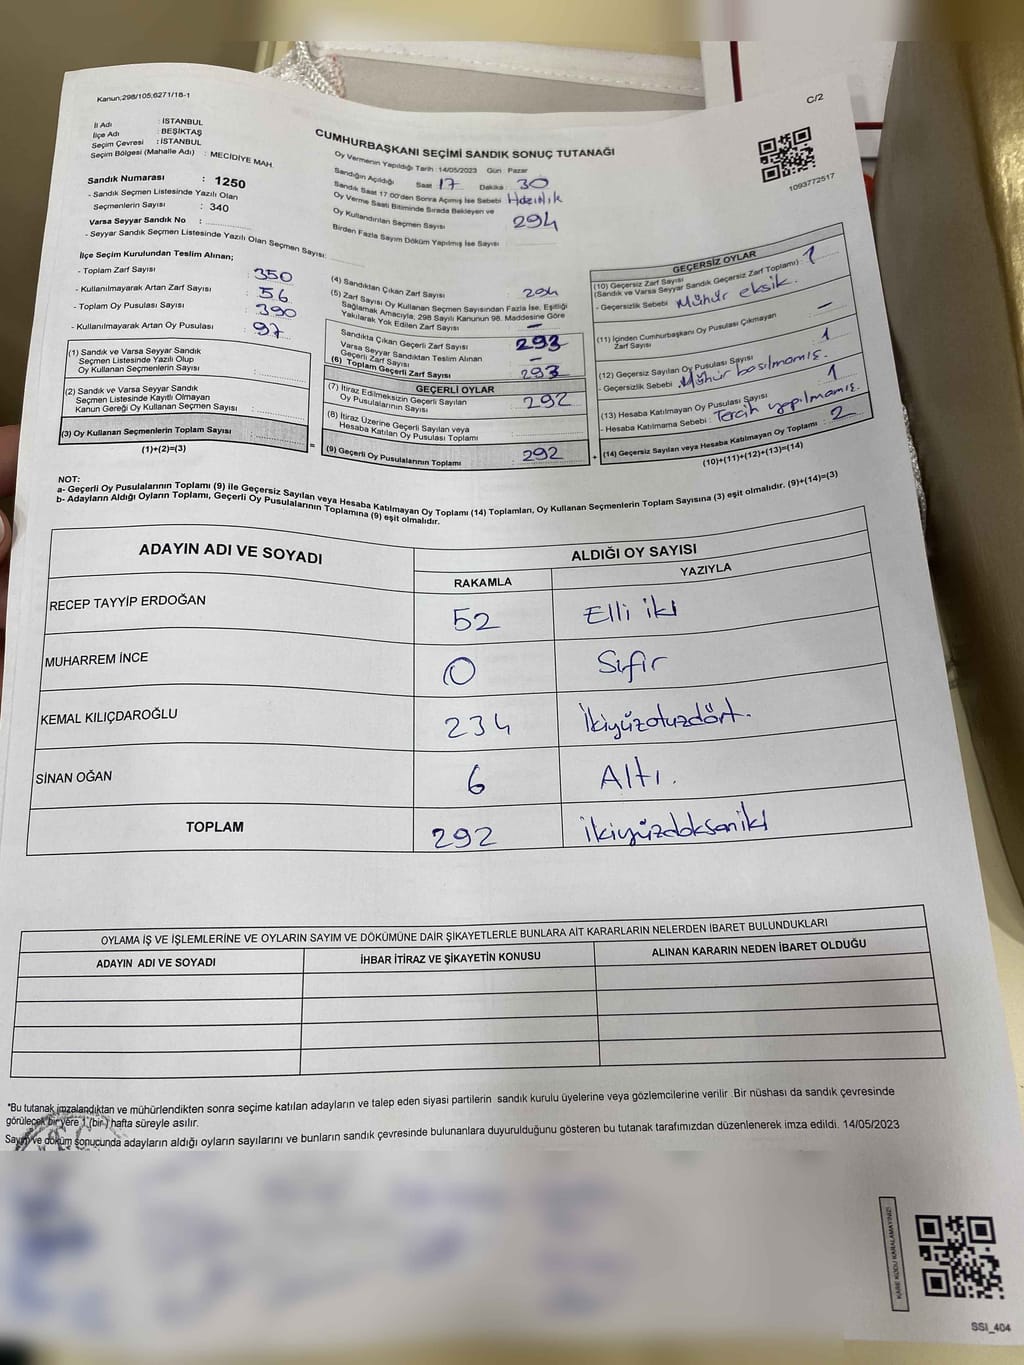 Kanun;298/105;6271/18-1
C/2
İl Adı : İSTANBUL
İlçe Adı : BEŞİKTAŞ
Seçim Çevresi : İSTANBUL
Seçim Bölgesi (Mahalle Adı) : MECİDİYE MAH.
Sandık Numarası : 1250
- Sandık Seçmen Listesinde Yazılı Olan
Seçmenlerin Sayısı : 340
Varsa Seyyar Sandık No :
- Seyyar Sandık Seçmen Listesinde Yazılı Olan Seçmen Sayısı:
CUMHURBAŞKANI SEÇİMİ SANDIK SONUÇ TUTANAĞI
Oy Vermenin Yapıldığı Tarih :14/05/2023 Gün : Pazar
Sandığın Açıldığı Saat : 17 Dakika : 30
Sandık Saat 17:00'den Sonra Açımış İse Sebebi : Hazırlık
Oy Verme Saati Bitiminde Sırada Bekleyen ve
Oy Kullandırılan Seçmen Sayısı : 294
Birden Fazla Sayım Döküm Yapılmış İse Sayısı :
1093772517
İlçe Seçim Kurulundan Teslim Alınan;
- Toplam Zarf Sayısı : 350
- Kullanılmayarak Artan Zarf Sayısı : 56
- Toplam Oy Pusulası Sayısı : 390
- Kullanılmayarak Artan Oy Pusulası : 97
(1) Sandık ve Varsa Seyyar Sandık
Seçmen Listesinde Yazılı Olup
Oy Kullanan Seçmenlerin Sayısı :
(2) Sandık ve Varsa Seyyar Sandık
Seçmen Listesinde Kayıtlı Olmayan
Kanun Gereği Oy Kullanan Seçmen Sayısı :
(3) Oy Kullanan Seçmenlerin Toplam Sayısı :
(1)+(2)=(3)
=
(4) Sandıktan Çıkan Zarf Sayısı : 294
(5) Zarf Sayısı Oy Kullanan Seçmen Sayısından Fazla İse, Eşitliği
Sağlamak Amacıyla, 298 Sayılı Kanunun 98. Maddesine Göre
Yakılarak Yok Edilen Zarf Sayısı : –
Sandıkta Çıkan Geçerli Zarf Sayısı : 293
Varsa Seyyar Sandıktan Teslim Alınan
Geçerli Zarf Sayısı : –
(6) Toplam Geçerli Zarf Sayısı : 293
GEÇERLİ OYLAR
(7) İtiraz Edilmeksizin Geçerli Sayılan
Oy Pusulalarının Sayısı : 292
(8) İtiraz Üzerine Geçerli Sayılan veya
Hesaba Katılan Oy Pusulası Toplamı :
(9) Geçerli Oy Pusulalarının Toplamı : 292
+
GEÇERSİZ OYLAR
(10) Geçersiz Zarf Sayısı
(Sandık ve Varsa Seyyar Sandık Geçersiz Zarf Toplamı) : 1
- Geçersizlik Sebebi : Mühür eksik.
(11) İçinden Cumhurbaşkanı Oy Pusulası Çıkmayan
Zarf Sayısı : –
(12) Geçersiz Sayılan Oy Pusulası Sayısı : 1
- Geçersizlik Sebebi : Mühür basılmamış.
(13) Hesaba Katılmayan Oy Pusulası Sayısı : 1
- Hesaba Katılmama Sebebi : Tercih yapılmamış.
(14) Geçersiz Sayılan veya Hesaba Katılmayan Oy Toplamı : 2
(10)+(11)+(12)+(13)=(14)
NOT:
a- Geçerli Oy Pusulalarının Toplamı (9) ile Geçersiz Sayılan veya Hesaba Katılmayan Oy Toplamı (14) Toplamları, Oy Kullanan Seçmenlerin Toplam Sayısına (3) eşit olmalıdır. (9)+(14)=(3)
b- Adayların Aldığı Oyların Toplamı, Geçerli Oy Pusulalarının Toplamına (9) eşit olmalıdır.
ADAYIN ADI VE SOYADI
ALDIĞI OY SAYISI
RAKAMLA YAZIYLA
RECEP TAYYİP ERDOĞAN 52 Elli iki
MUHARREM İNCE 0 Sıfır
KEMAL KILIÇDAROĞLU 234 İkiyüzotuzdört.
SİNAN OĞAN 6 Altı.
TOPLAM 292 ikiyüzdoksaniki
OYLAMA İŞ VE İŞLEMLERİNE VE OYLARIN SAYIM VE DÖKÜMÜNE DAİR ŞİKAYETLERLE BUNLARA AİT KARARLARIN NELERDEN İBARET BULUNDUKLARI
ADAYIN ADI VE SOYADI İHBAR İTİRAZ VE ŞİKAYETİN KONUSU ALINAN KARARIN NEDEN İBARET OLDUĞU
*Bu tutanak imzalandıktan ve mühürlendikten sonra seçime katılan adayların ve talep eden siyasi partilerin sandık kurulu üyelerine veya gözlemcilerine verilir .Bir nüshası da sandık çevresinde
görülecek bir yere 1 (bir) hafta süreyle asılır.
Sayım ve döküm sonucunda adayların aldığı oyların sayılarını ve bunların sandık çevresinde bulunanlara duyurulduğunu gösteren bu tutanak tarafımızdan düzenlenerek imza edildi. 14/05/2023
KARE KODU KARALAMAYINIZ!
SSI_404